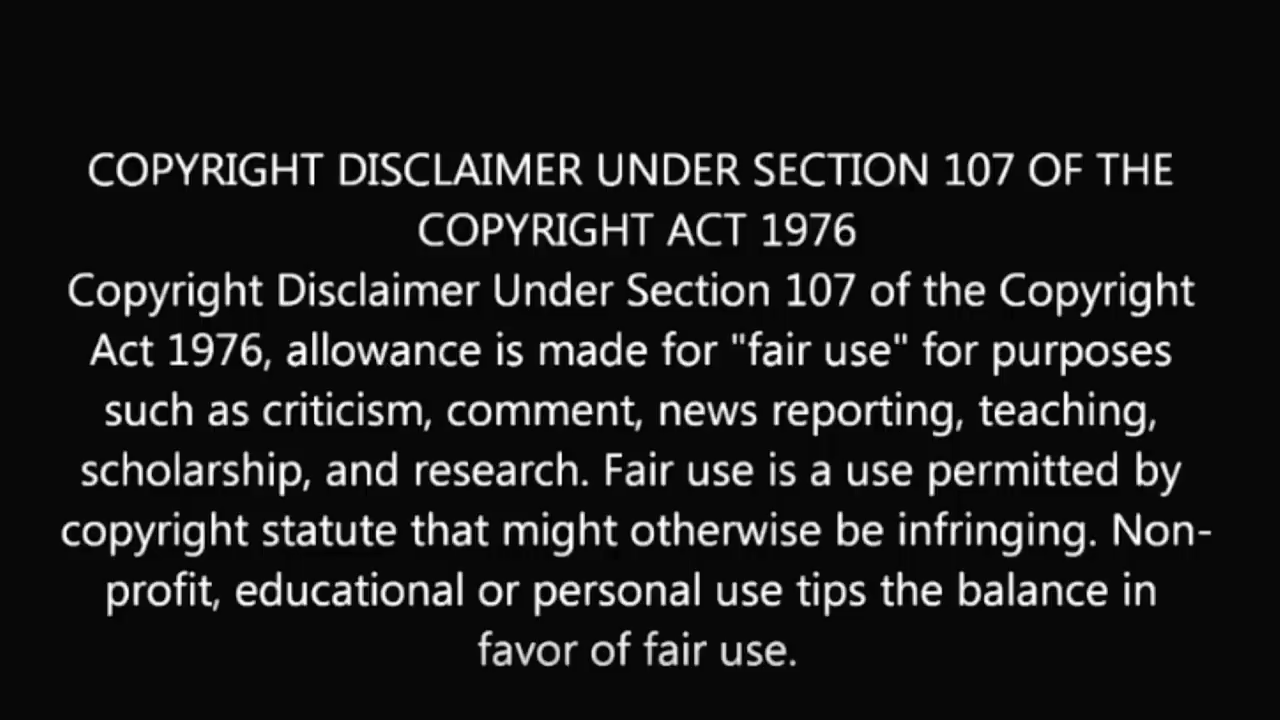 COPYRIGHT DISCLAIMER UNDER SECTION 107 OF THE
COPYRIGHT ACT 1976
Copyright Disclaimer Under Section 107 of the Copyright
Act 1976, allowance is made for "fair use" for purposes
such as criticism, comment, news reporting, teaching,
scholarship, and research. Fair use is a use permitted by
copyright statute that might otherwise be infringing. Non-
profit, educational or personal use tips the balance in
favor of fair use.